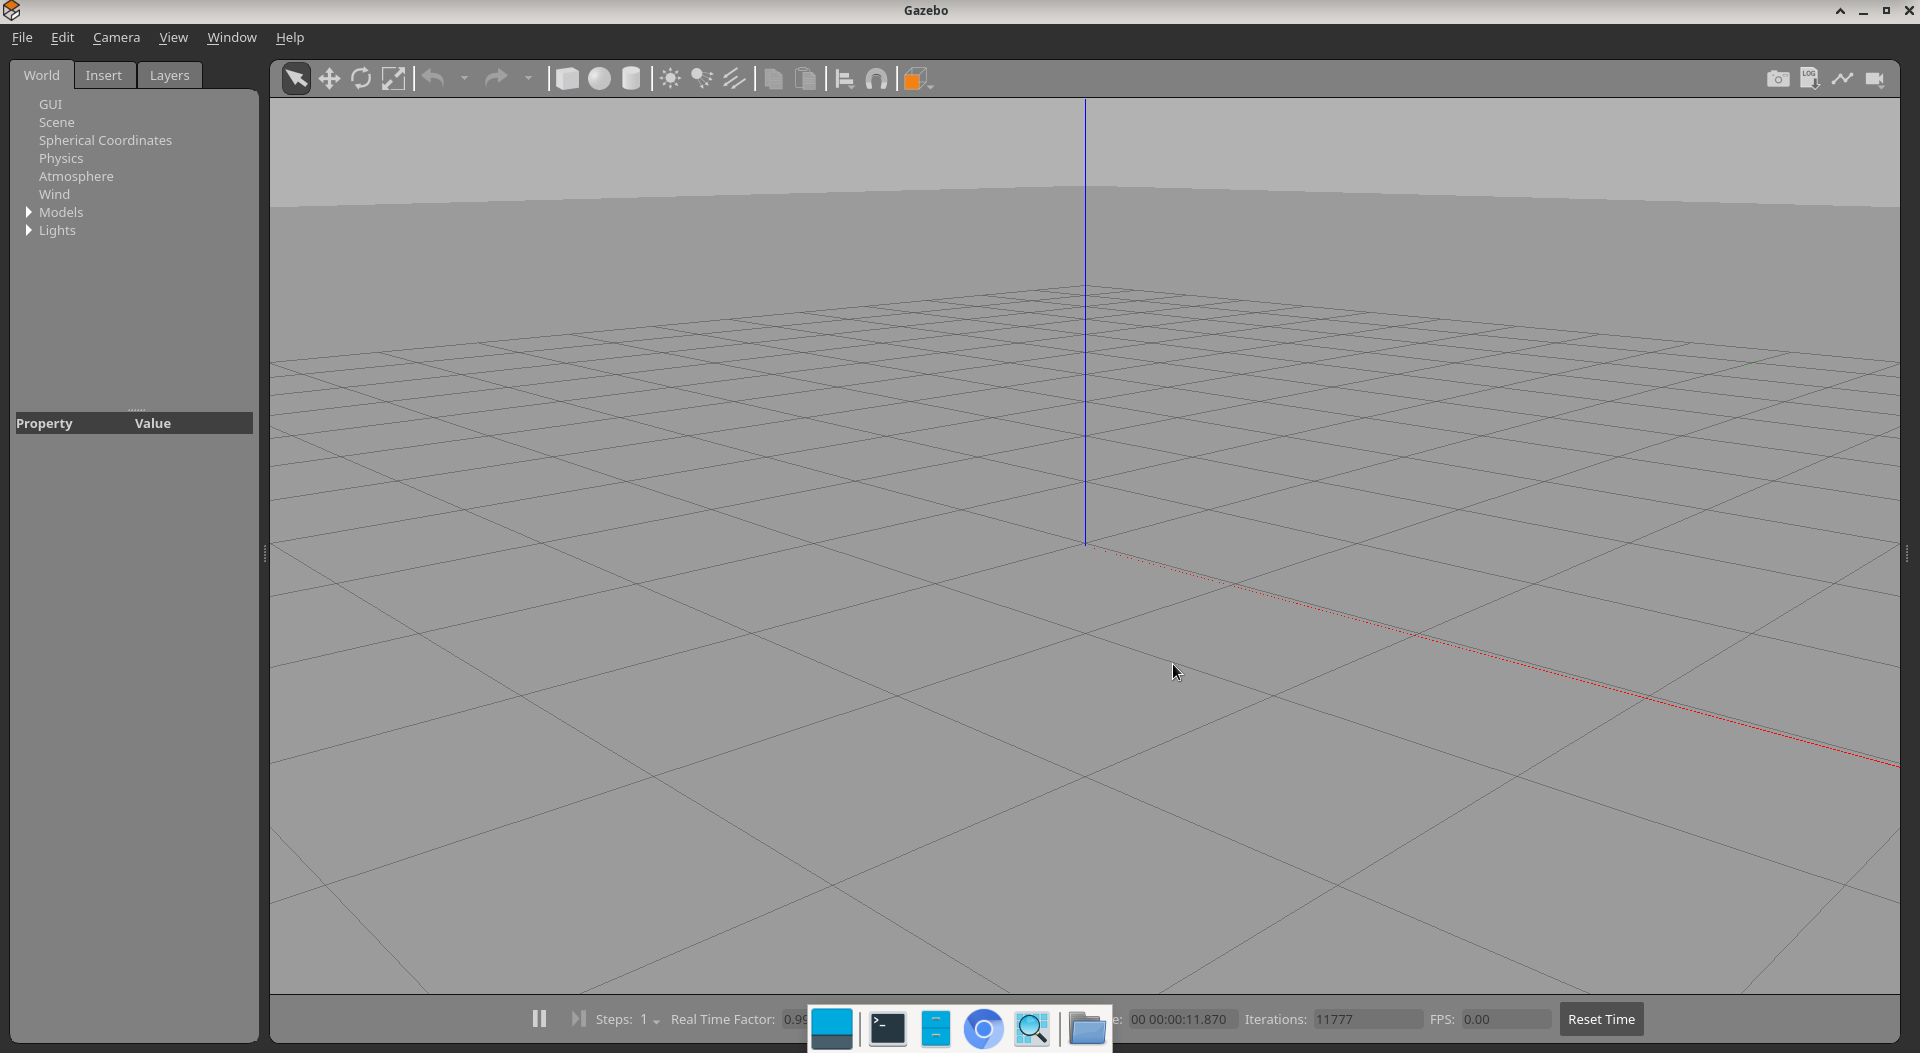 Gazebo
File Edit Camera View Window Help
World Insert Layers
LOG
GUI
Scene
Spherical Coordinates
Physics
Atmosphere
Wind
Models
Lights
Property Value
Steps: 1 Real Time Factor: 0.99 e: 00 00:00:11.870 Iterations: 11777 FPS: 0.00 Reset Time